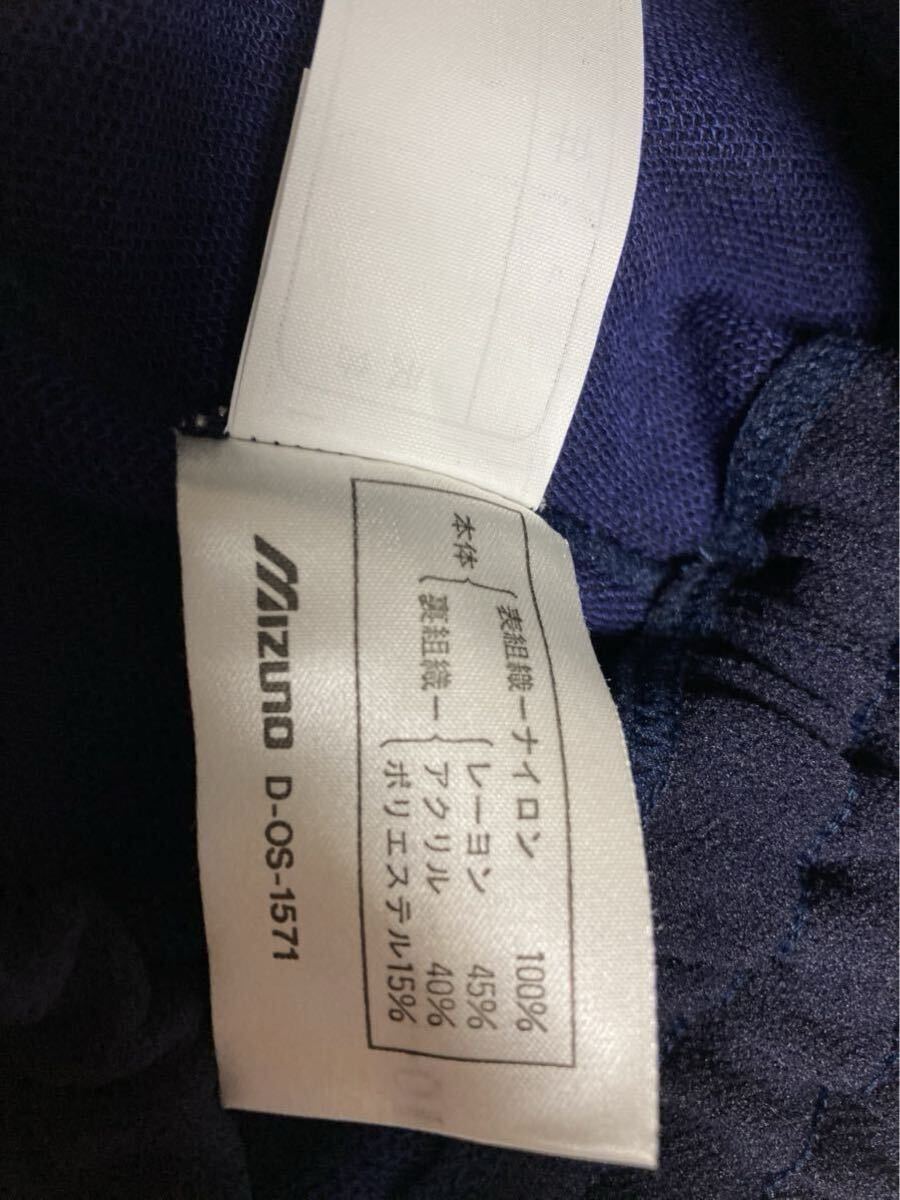 本体
表組織ーナイロン 100%
裏組織ー
レーヨン 45%
アクリル 40%
ポリエステル15%
Mizuno D-OS-1571